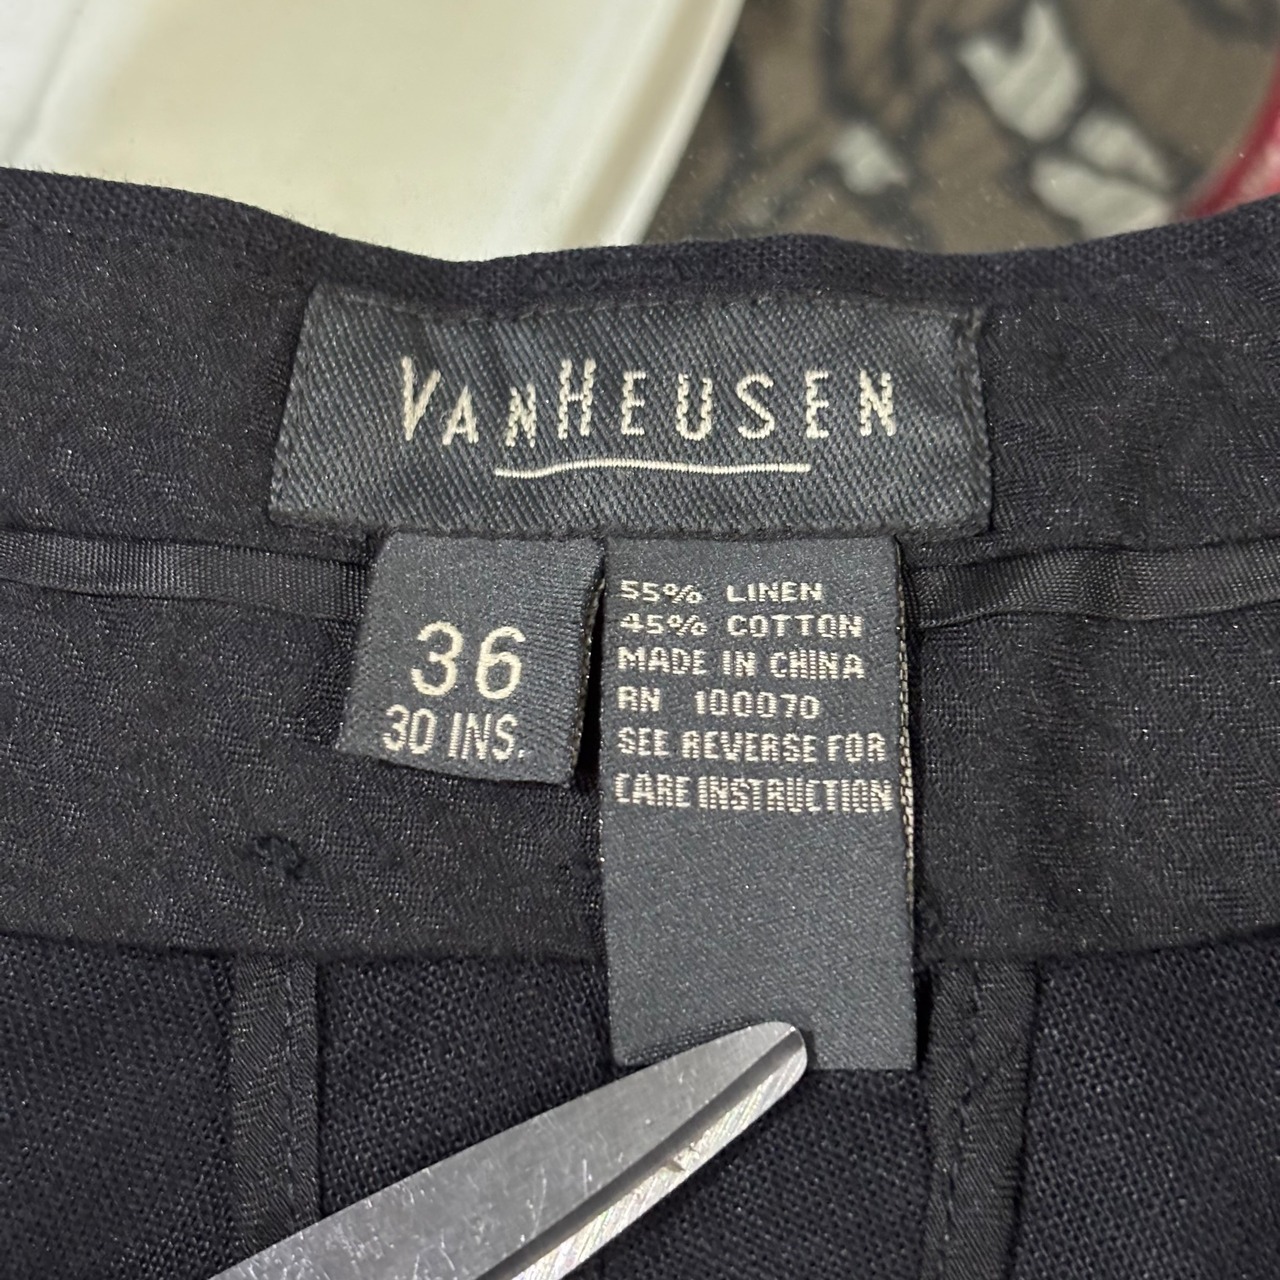 VANHEUSEN
36
30 INS.
55% LINEN
45% COTTON
MADE IN CHINA
RN 100070
SEE REVERSE FOR
CARE INSTRUCTION